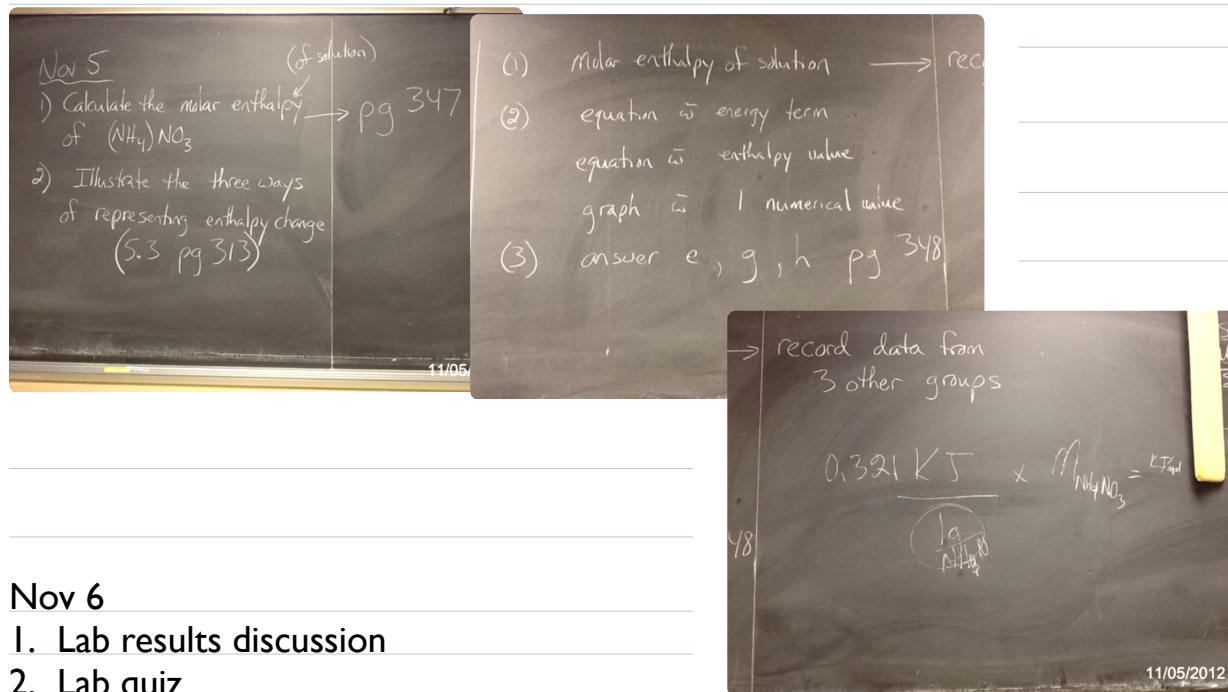 Nov 5
(of solution)
1) Calculate the molar enthalpy → pg 347
of (NH₄)NO₃
2) Illustrate the three ways
of representing enthalpy change
(5.3 pg 313)
11/05/
(1) Molar enthalpy of solution → rec
(2) equation w̄ energy term
equation w̄ enthalpy value
graph w̄ 1 numerical value
(3) answer e, g, h pg 348
→ record data from
3 other groups
0.321 KJ x M NH₄NO₃ = KJ/mol
1g
48
11/05/2012
Nov 6
1. Lab results discussion
2. Lab quiz